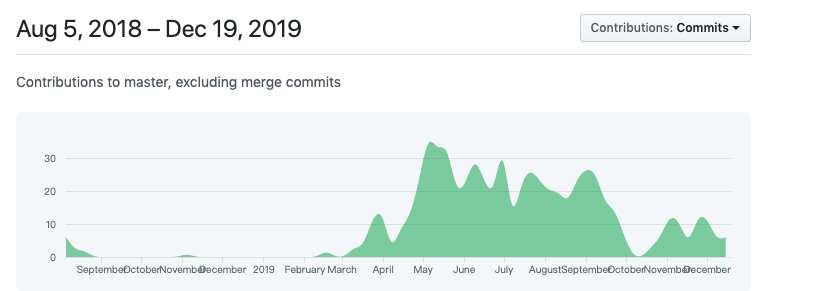 Aug 5, 2018 – Dec 19, 2019
Contributions: Commits
Contributions to master, excluding merge commits
30
20
10
0
September October November December 2019 February March April May June July August September October November December